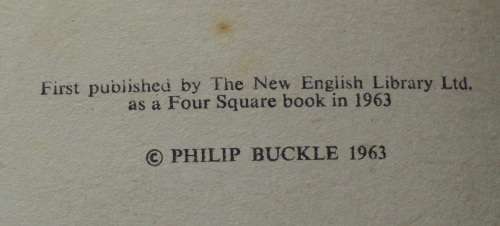 First published by The New English Library Ltd.
as a Four Square book in 1963
© PHILIP BUCKLE 1963